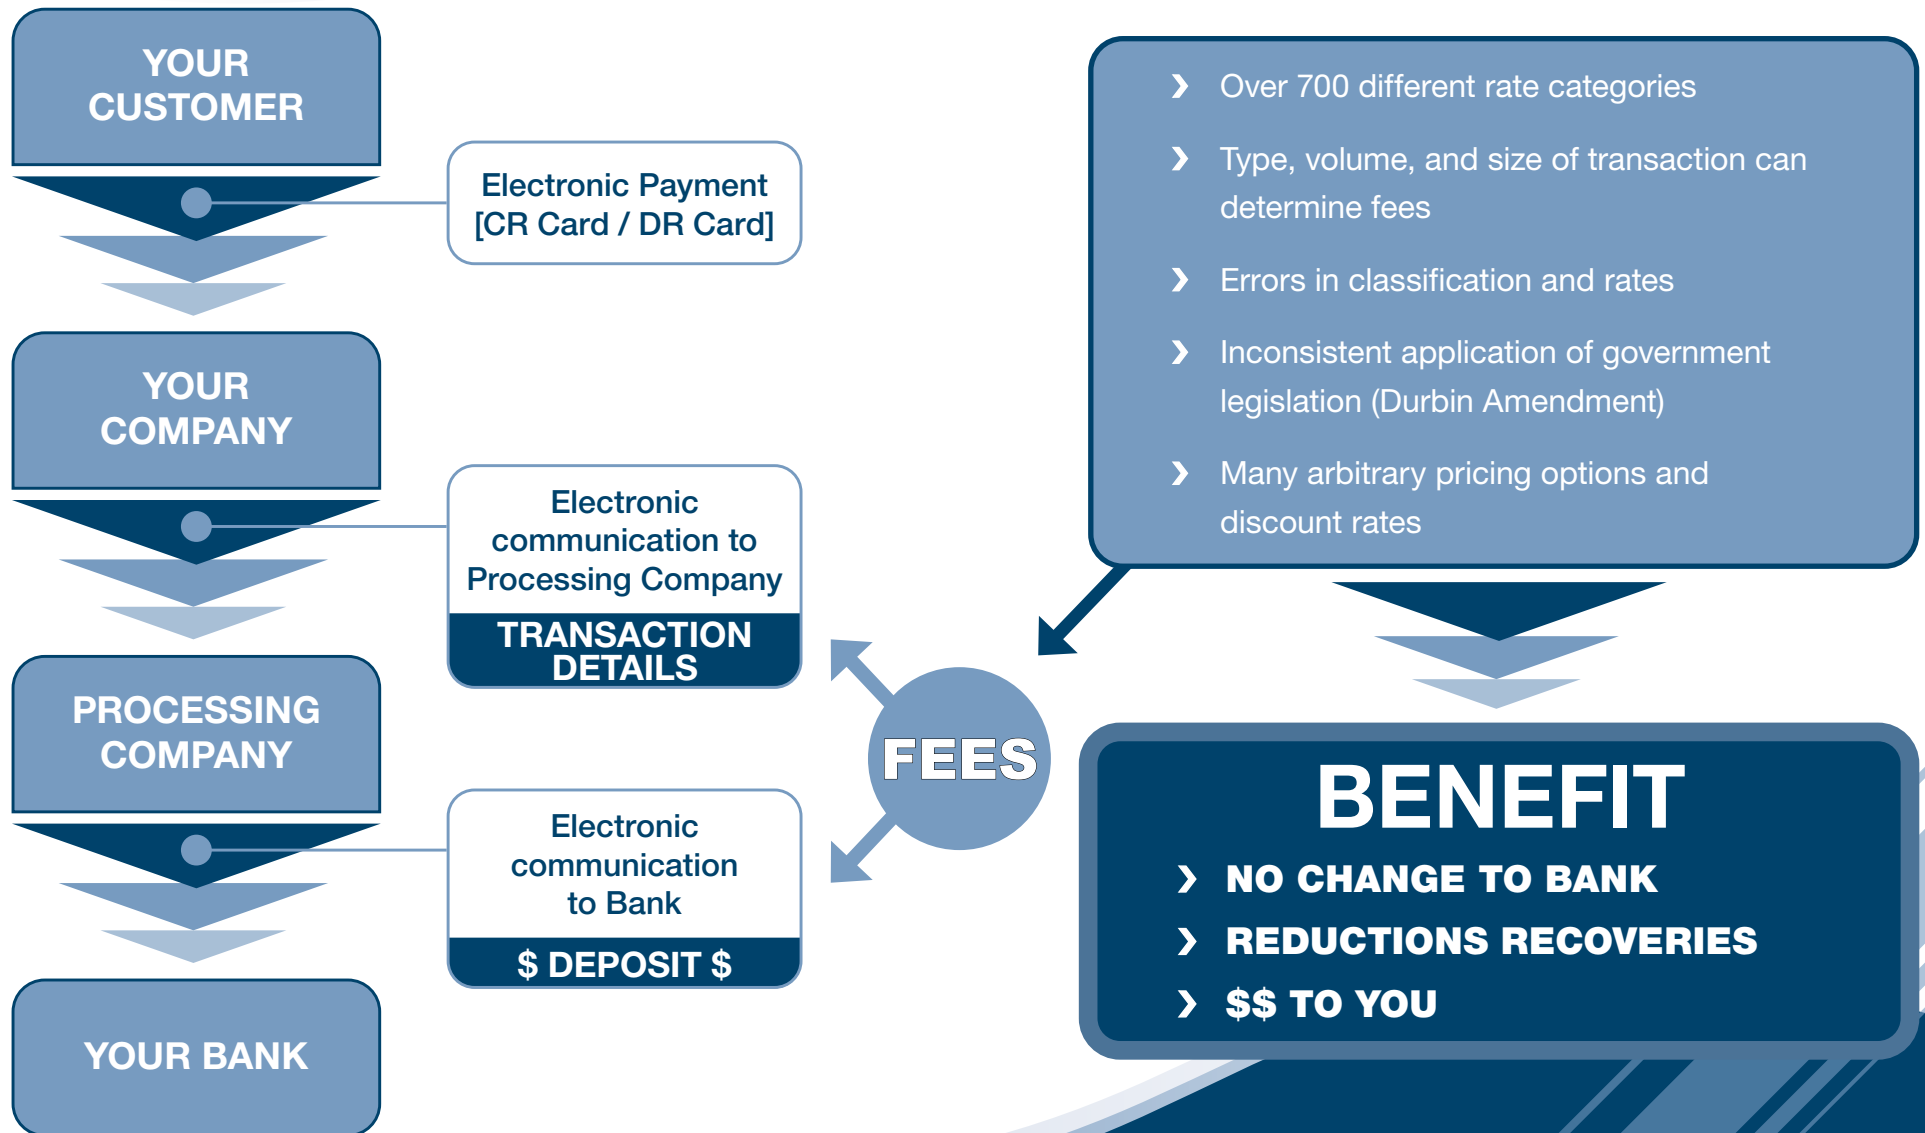 YOUR
CUSTOMER
Electronic Payment
[CR Card / DR Card]
YOUR
COMPANY
Electronic
communication to
Processing Company
TRANSACTION
DETAILS
PROCESSING
COMPANY
Electronic
communication
to Bank
$ DEPOSIT $
YOUR BANK
FEES
Over 700 different rate categories
Type, volume, and size of transaction can
determine fees
Errors in classification and rates
Inconsistent application of government
legislation (Durbin Amendment)
Many arbitrary pricing options and
discount rates
BENEFIT
NO CHANGE TO BANK
REDUCTIONS RECOVERIES
$$ TO YOU